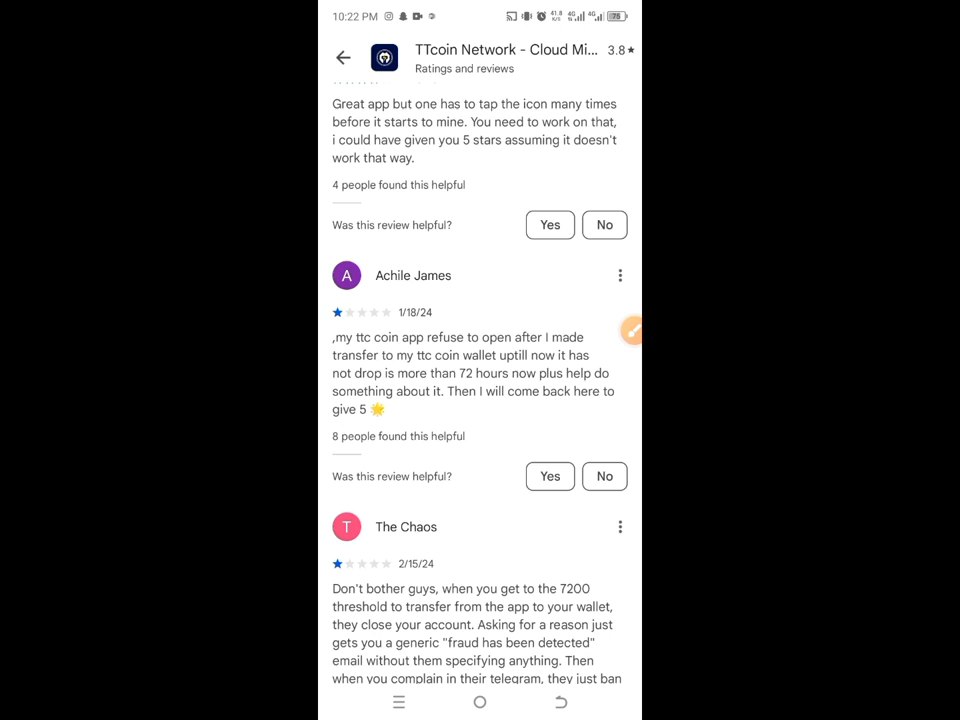 10:22 PM 41.8 K/s 4G 4G 75
TTcoin Network - Cloud Mi... 3.8★
Ratings and reviews
Great app but one has to tap the icon many times
before it starts to mine. You need to work on that,
i could have given you 5 stars assuming it doesn't
work that way.
4 people found this helpful
Was this review helpful? Yes No
A Achile James
1/18/24
,my ttc coin app refuse to open after I made
transfer to my ttc coin wallet uptill now it has
not drop is more than 72 hours now plus help do
something about it. Then I will come back here to
give 5 🌟
8 people found this helpful
Was this review helpful? Yes No
T The Chaos
2/15/24
Don't bother guys, when you get to the 7200
threshold to transfer from the app to your wallet,
they close your account. Asking for a reason just
gets you a generic "fraud has been detected"
email without them specifying anything. Then
when you complain in their telegram, they just ban